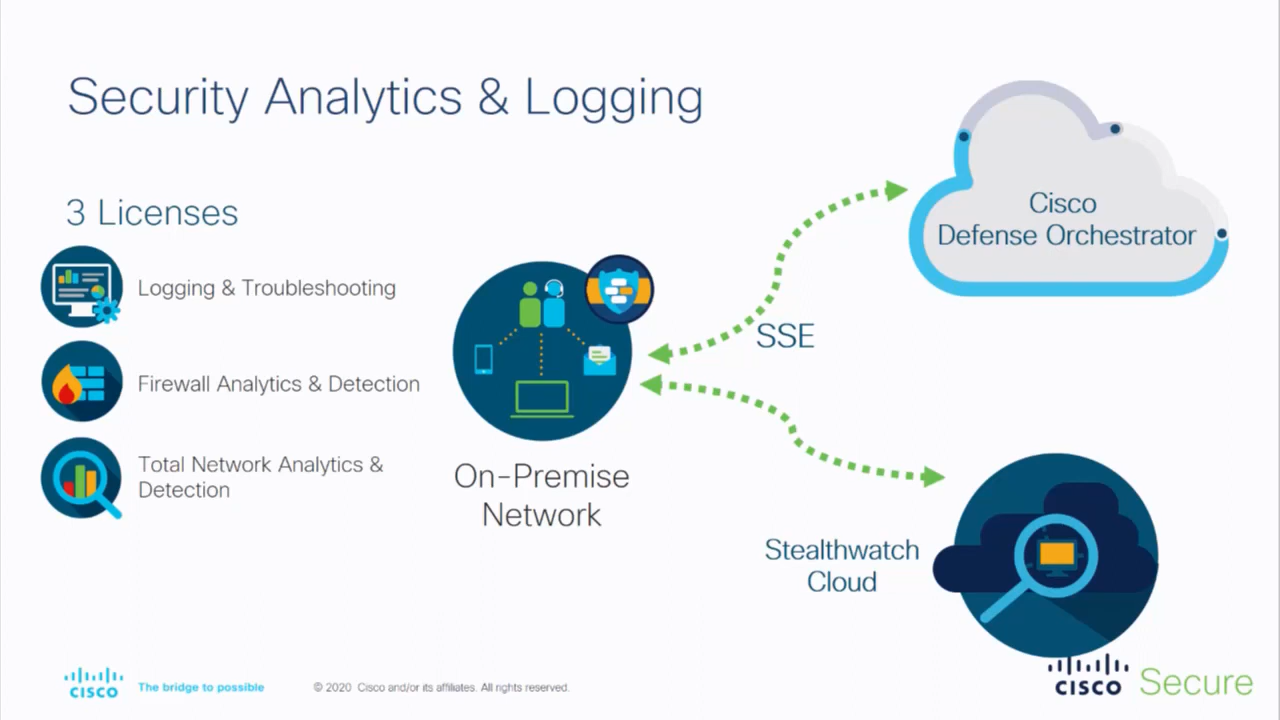 Security Analytics & Logging
3 Licenses
Logging & Troubleshooting
Firewall Analytics & Detection
Total Network Analytics &
Detection
On-Premise
Network
SSE
Cisco
Defense Orchestrator
Stealthwatch
Cloud
CISCO
The bridge to possible
© 2020 Cisco and/or its affiliates. All rights reserved.
CISCO Secure